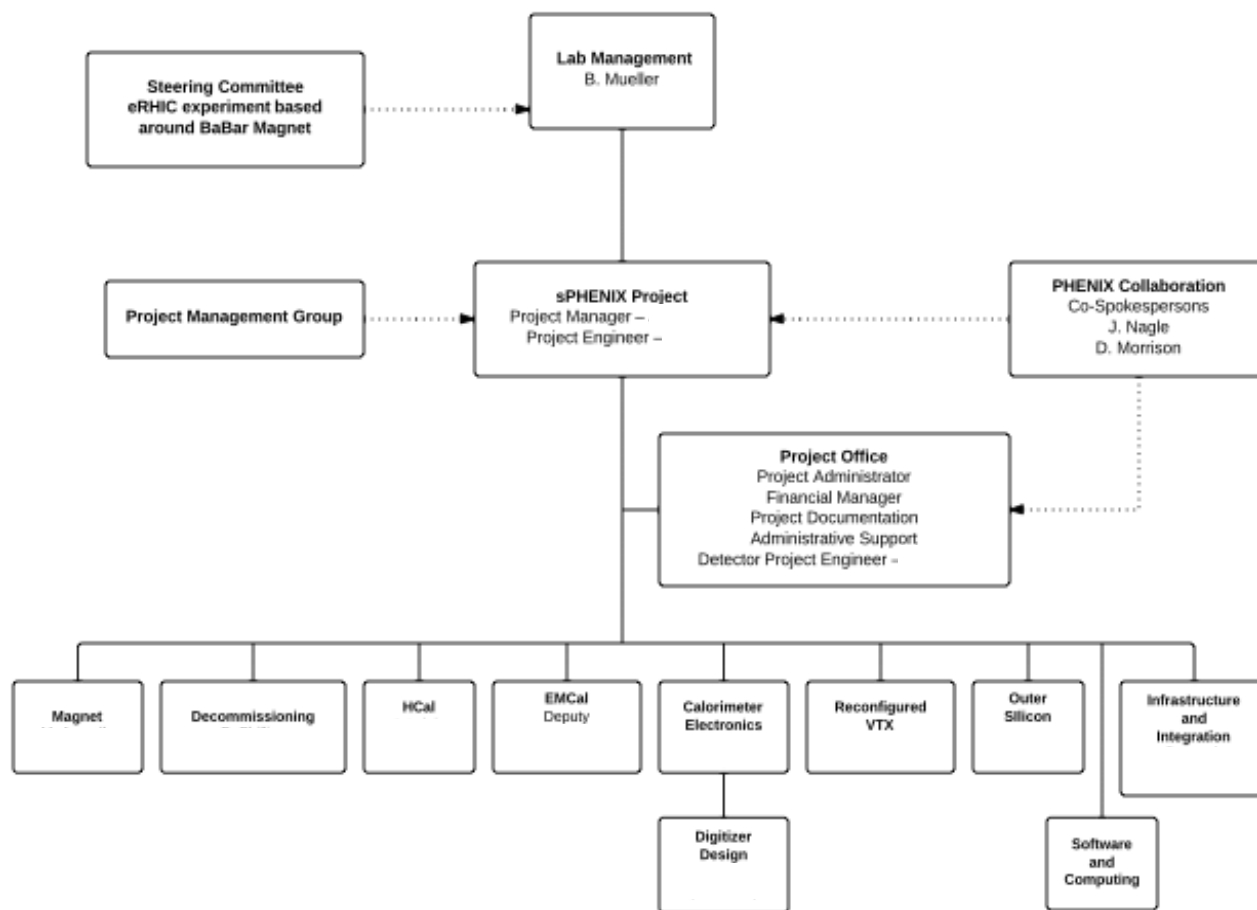 Lab Management
B. Mueller
Steering Committee
eRHIC experiment based
around BaBar Magnet
sPHENIX Project
Project Manager –
Project Engineer –
Project Management Group
PHENIX Collaboration
Co-Spokespersons
J. Nagle
D. Morrison
Project Office
Project Administrator
Financial Manager
Project Documentation
Administrative Support
Detector Project Engineer –
Magnet
Decommissioning
HCal
EMCal
Deputy
Calorimeter
Electronics
Reconfigured
VTX
Outer
SIlicon
Infrastructure
and
Integration
Digitizer
Design
Software
and
Computing